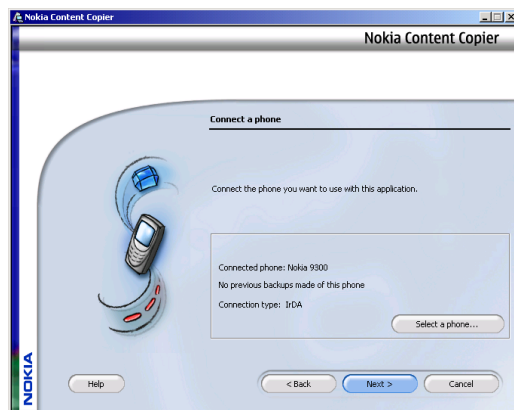 Nokia Content Copier
Nokia Content Copier
Connect a phone
Connect the phone you want to use with this application.
Connected phone: Nokia 9300
No previous backups made of this phone
Connection type: IrDA
Select a phone...
NOKIA
Help
< Back
Next >
Cancel